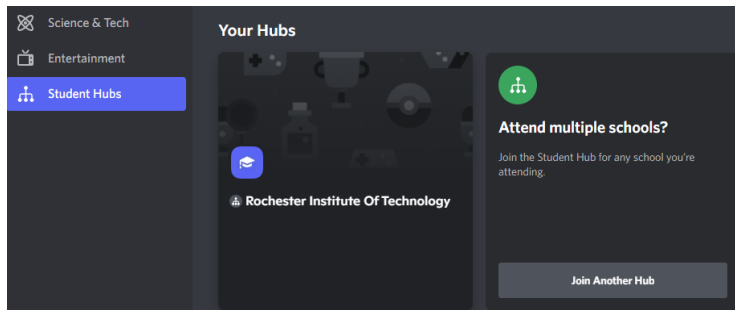 Science & Tech
Entertainment
Student Hubs
Your Hubs
Rochester Institute Of Technology
Attend multiple schools?
Join the Student Hub for any school you're
attending.
Join Another Hub